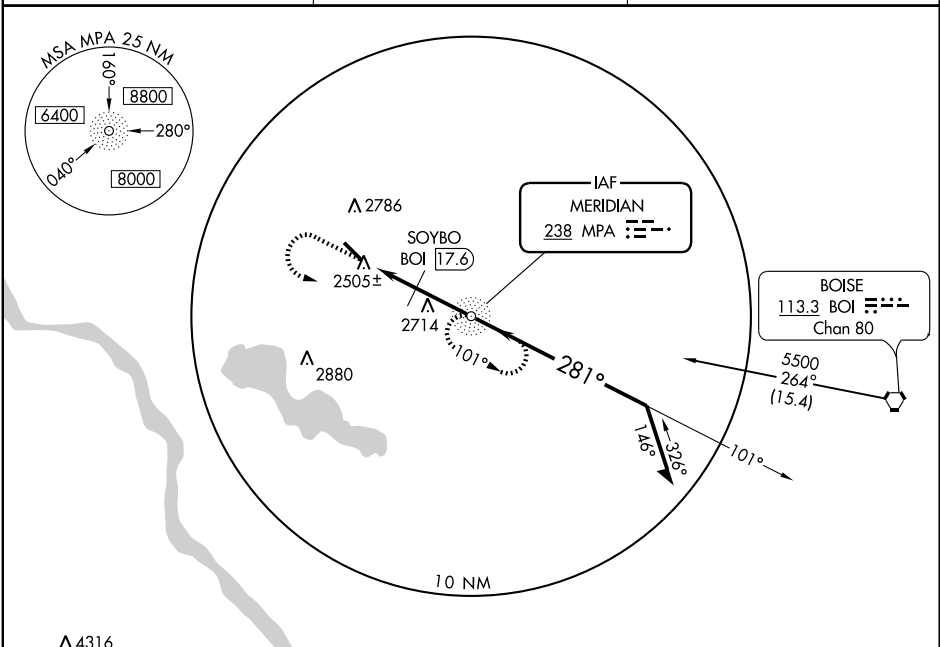 MSA MPA 25 NM
160°
8800
6400
280°
040°
8000
IAF
MERIDIAN
238 MPA
2786
SOYBO
BOI 17.6
2505±
2714
BOISE
113.3 BOI
Chan 80
101°
281°
2880
5500
264°
(15.4)
146°
326°
101°
10 NM
4316